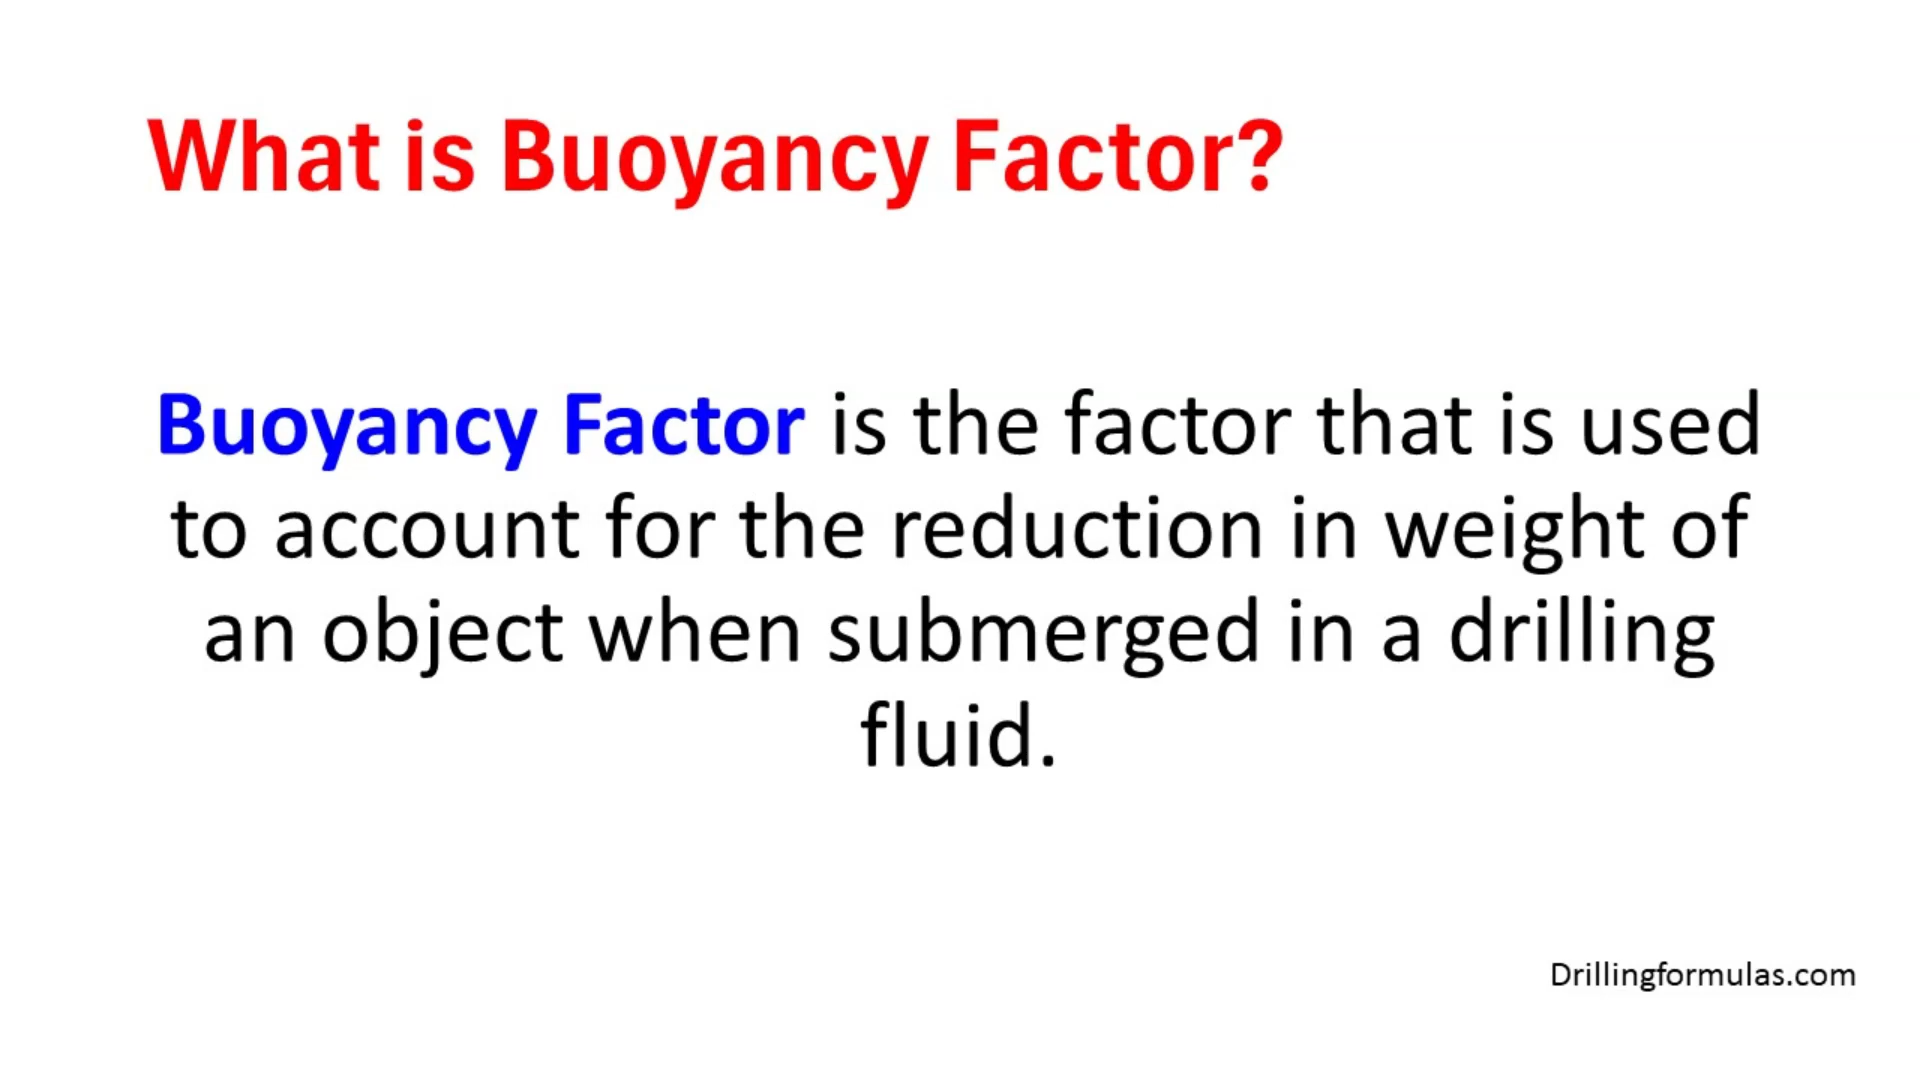 What is Buoyancy Factor?
Buoyancy Factor is the factor that is used
to account for the reduction in weight of
an object when submerged in a drilling
fluid.
Drillingformulas.com